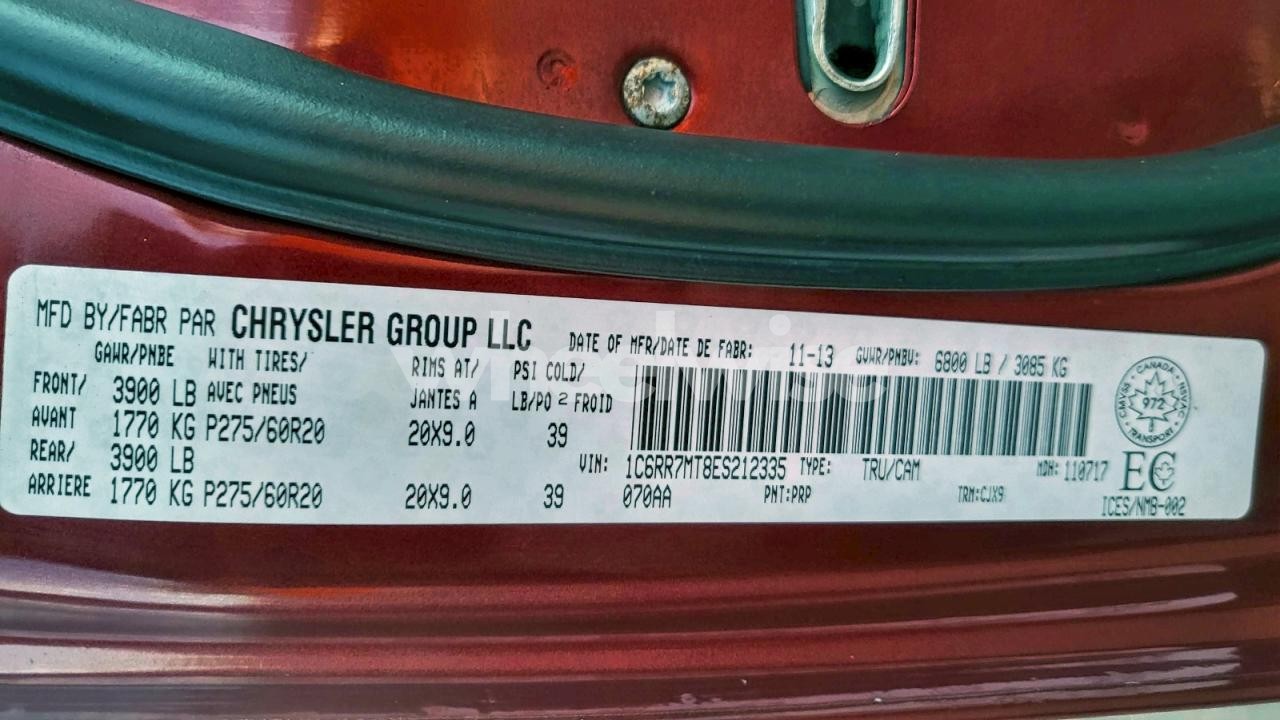 MFD BY/FABR PAR CHRYSLER GROUP LLC DATE OF MFR/DATE DE FABR: 11-13 GVWR/PNBV: 6800 LB / 3085 KG
GAWR/PNBE WITH TIRES/ RIMS AT/ PSI COLD/
FRONT/ 3900 LB AVEC PNEUS JANTES A LB/PO 2 FROID
AVANT 1770 KG P275/60R20 20X9.0 39
REAR/ 3900 LB VIN: 1C6RR7MT8ES212335 TYPE: TRU/CAM MDH: 110717
ARRIERE 1770 KG P275/60R20 20X9.0 39 070AA PNT:PRP TRM:CJX9
CANADA
CMVSS NSVAC
972
TRANSPORT
EC
ICES/NMB-002
wheelwise